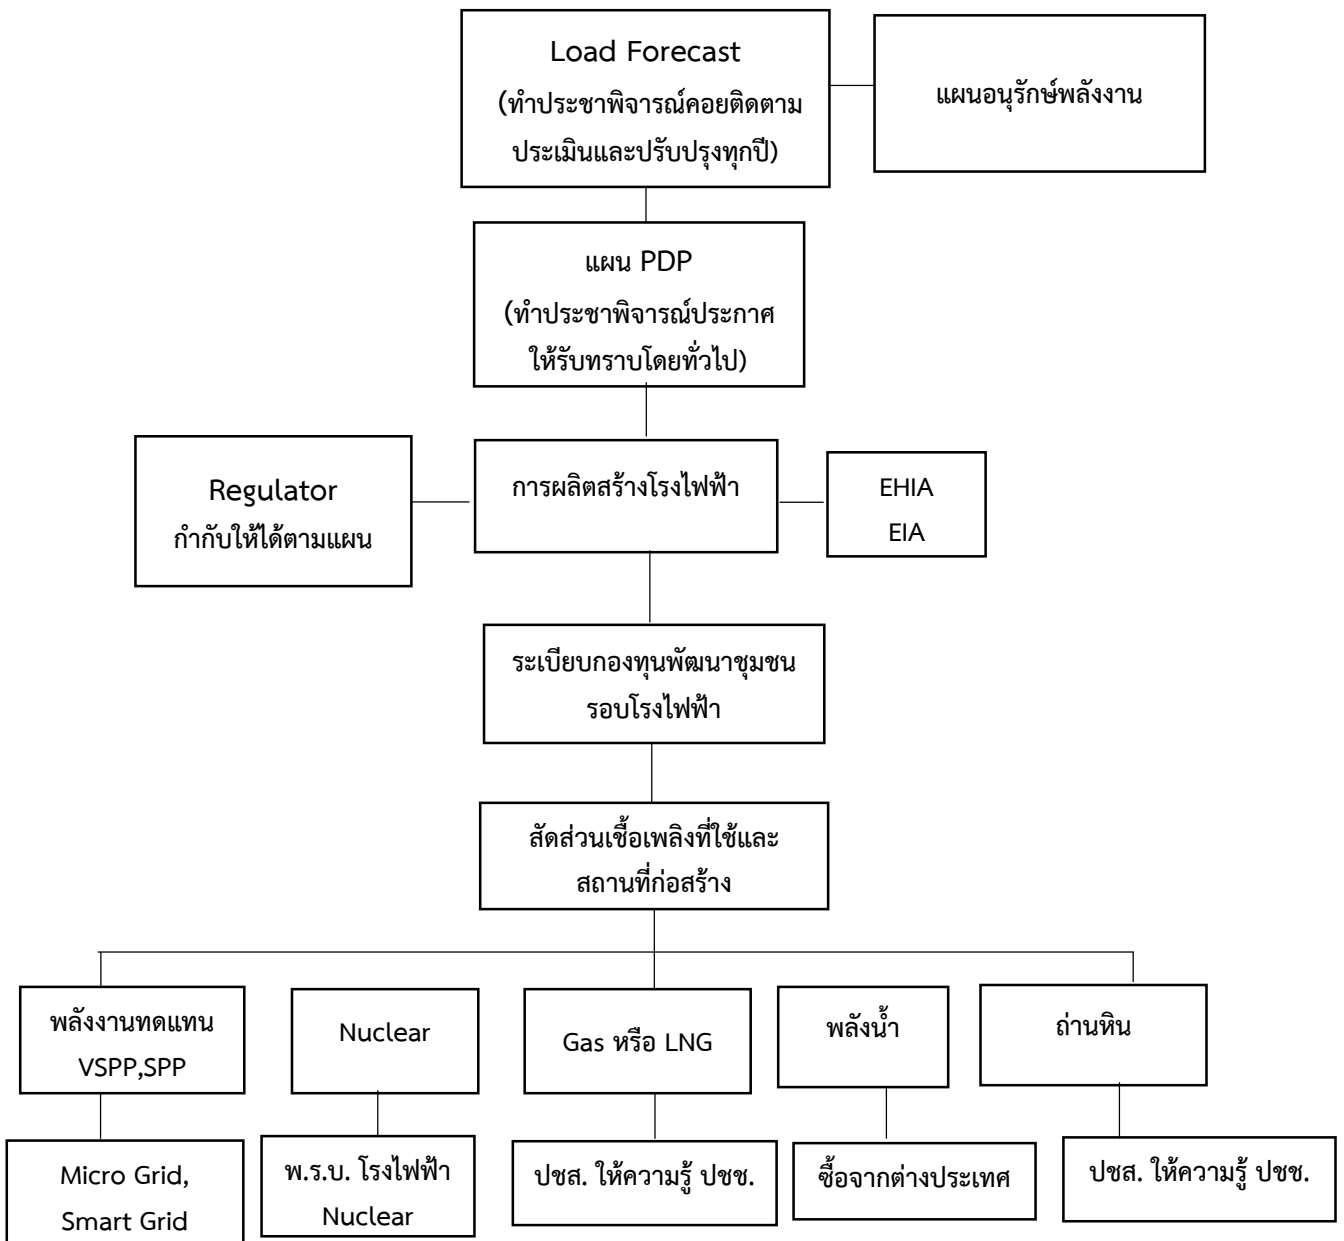 Load Forecast
(ทำประชาพิจารณ์คอยติดตาม
ประเมินและปรับปรุงทุกปี)
แผนอนุรักษ์พลังงาน
แผน PDP
(ทำประชาพิจารณ์ประกาศ
ให้รับทราบโดยทั่วไป)
Regulator
กำกับให้ได้ตามแผน
การผลิตสร้างโรงไฟฟ้า
EHIA
EIA
ระเบียบกองทุนพัฒนาชุมชน
รอบโรงไฟฟ้า
สัดส่วนเชื้อเพลิงที่ใช้และ
สถานที่ก่อสร้าง
พลังงานทดแทน
VSPP,SPP
Nuclear
Gas หรือ LNG
พลังน้ำ
ถ่านหิน
Micro Grid,
Smart Grid
พ.ร.บ. โรงไฟฟ้า
Nuclear
ปชส. ให้ความรู้ ปชช.
ซื้อจากต่างประเทศ
ปชส. ให้ความรู้ ปชช.